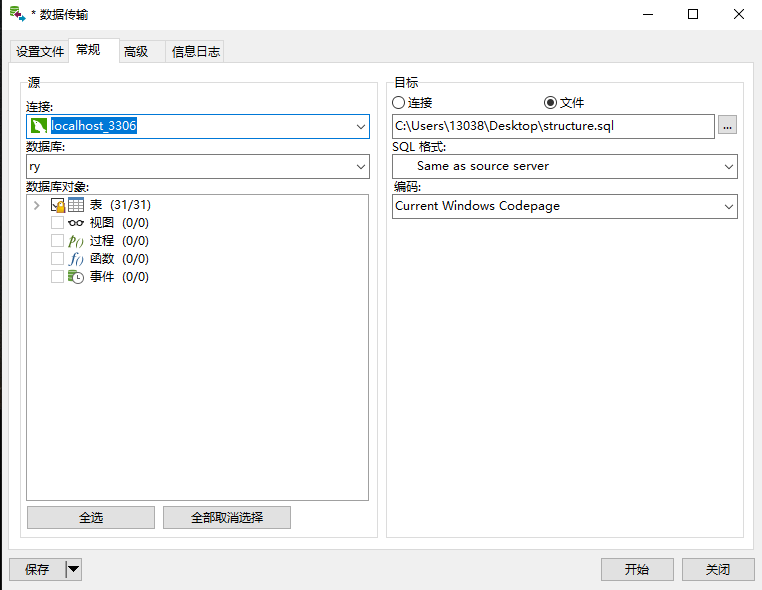 * 数据传输
设置文件 常规 高级 信息日志
源
连接:
localhost_3306
数据库:
ry
数据库对象:
表 (31/31)
视图 (0/0)
过程 (0/0)
函数 (0/0)
事件 (0/0)
全选 全部取消选择
目标
连接 文件
C:\Users\13038\Desktop\structure.sql ...
SQL 格式:
Same as source server
编码:
Current Windows Codepage
保存 开始 关闭